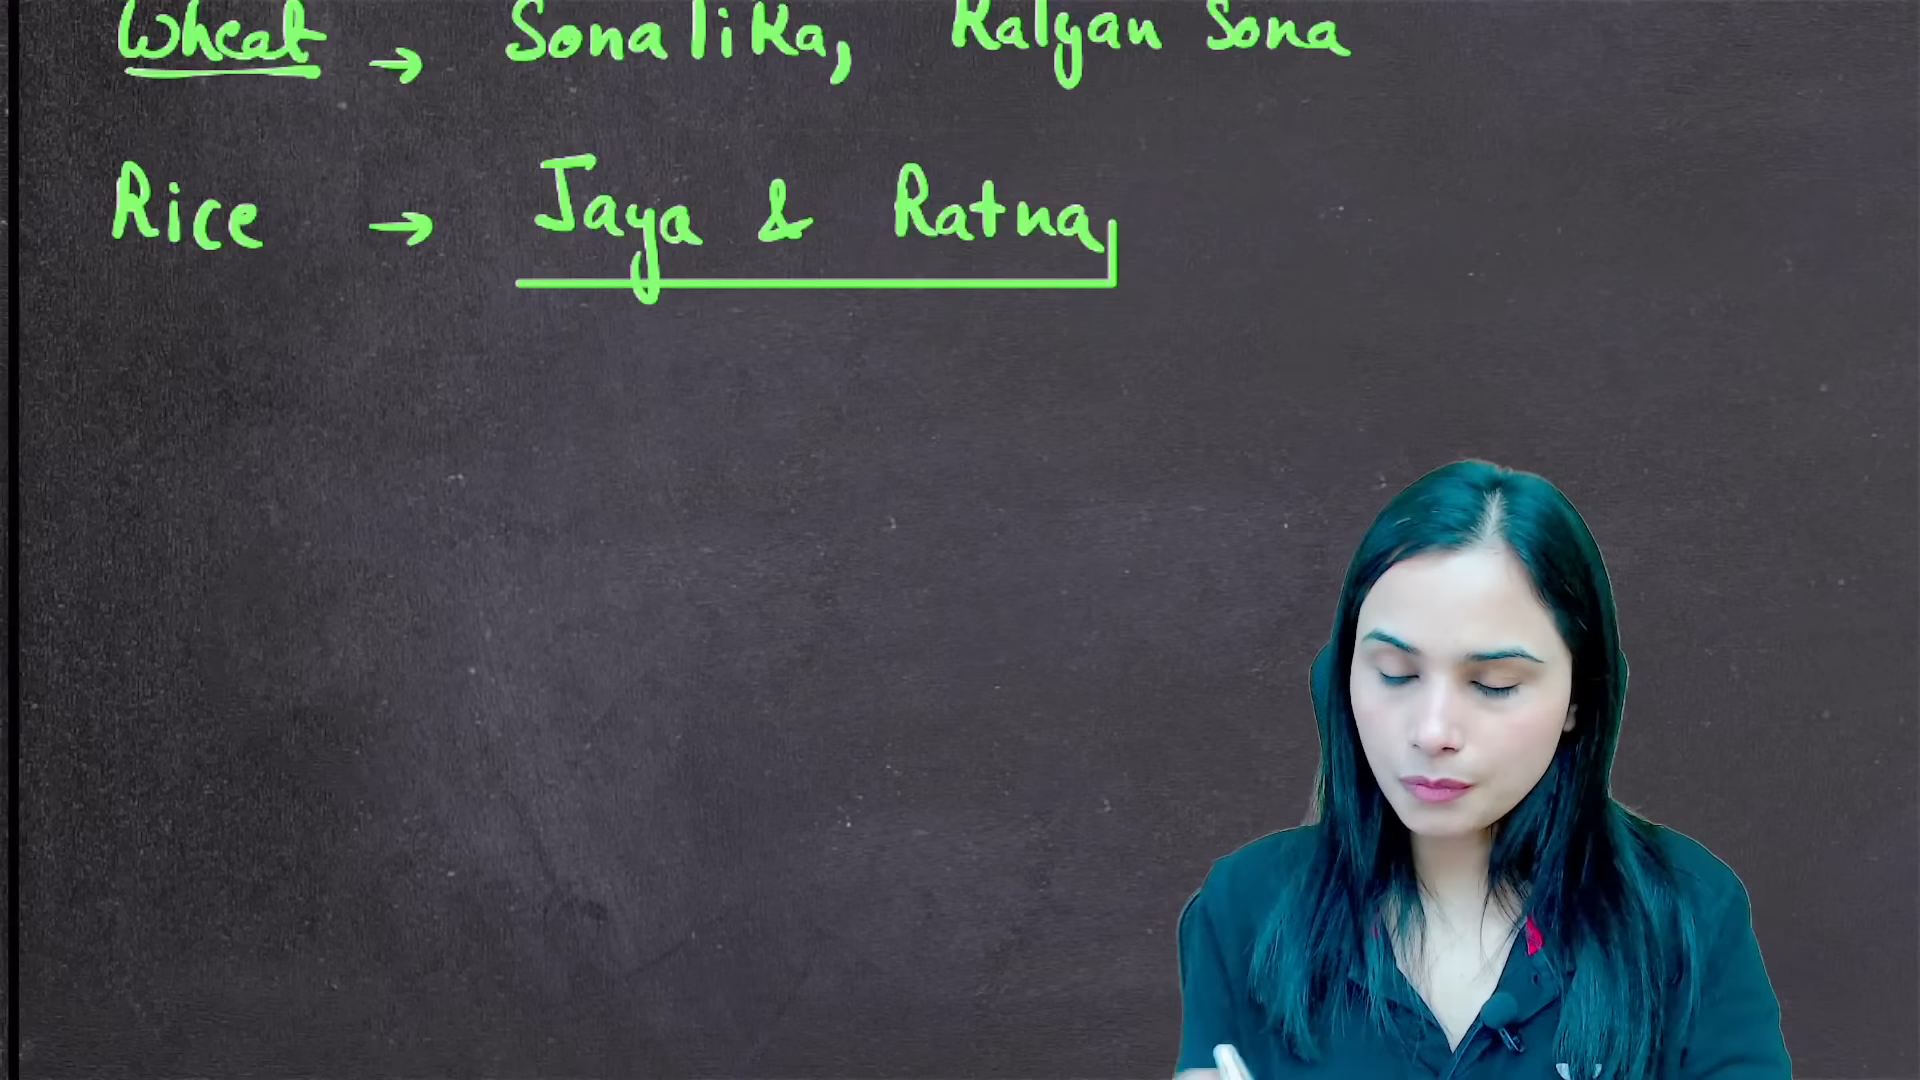 Wheat → Sonalika, Kalyan Sona
Rice → Jaya & Ratna